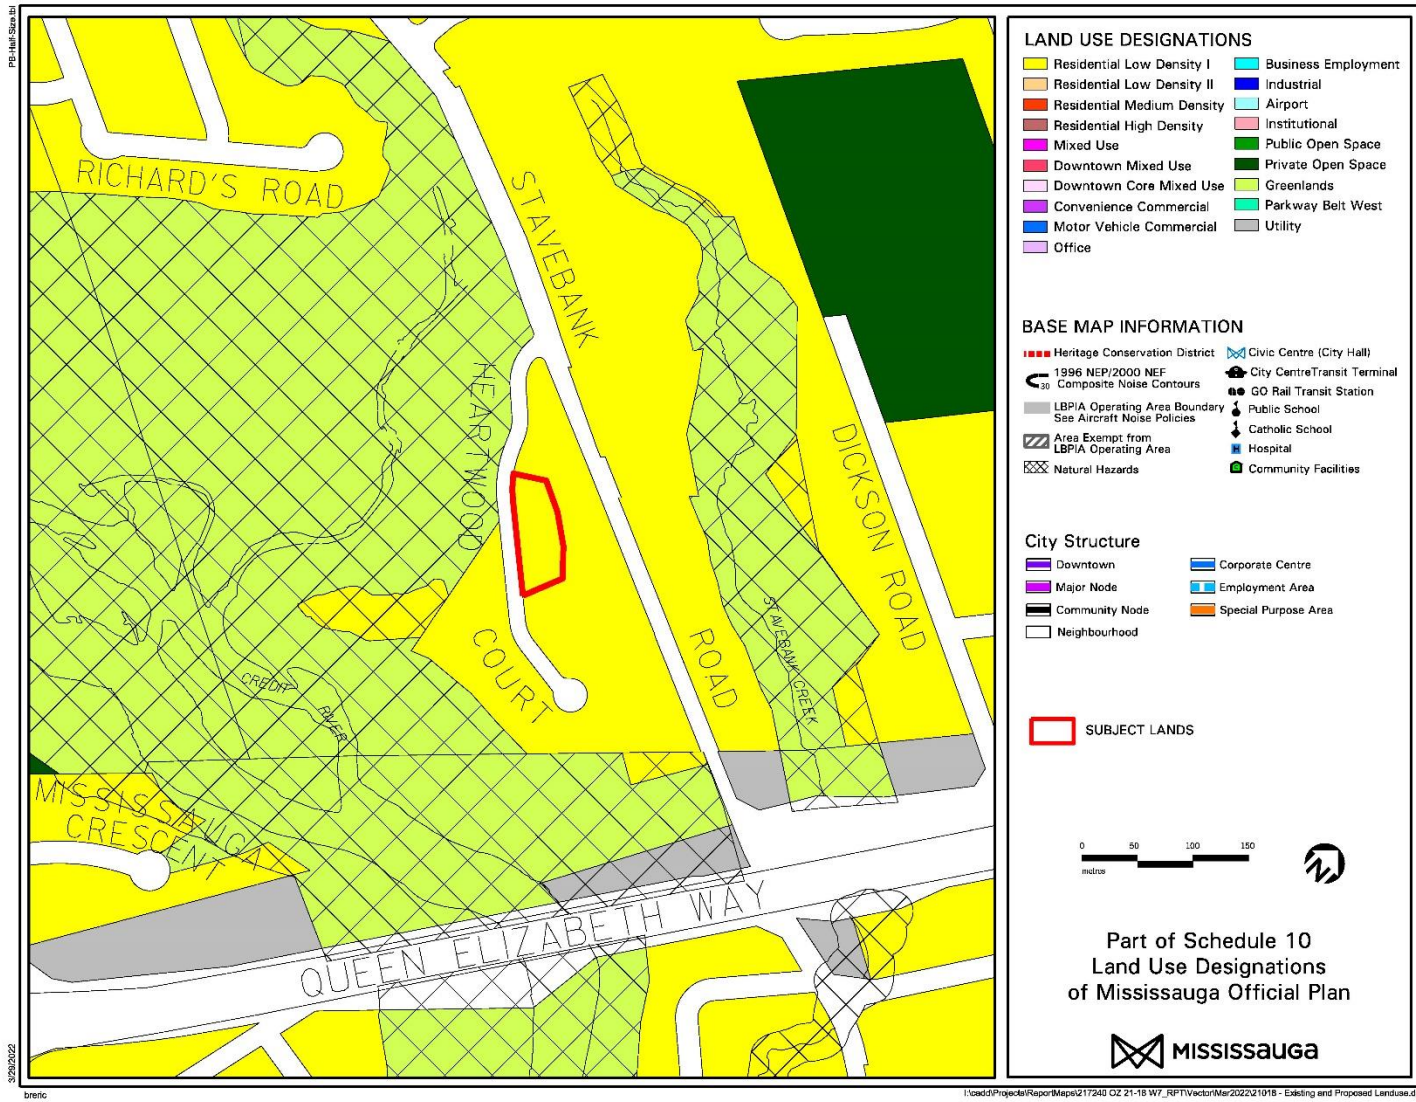 PB-Half-Size.tbl
RICHARD'S ROAD
STAVEBANK
HEARTWOOD
DICKSON ROAD
COURT
ROAD
STAVEBANK CREEK
CREDIT
RIVER
MISSISSAUGA
CRESCENT
QUEEN ELIZABETH WAY
LAND USE DESIGNATIONS
Residential Low Density I
Residential Low Density II
Residential Medium Density
Residential High Density
Mixed Use
Downtown Mixed Use
Downtown Core Mixed Use
Convenience Commercial
Motor Vehicle Commercial
Office
Business Employment
Industrial
Airport
Institutional
Public Open Space
Private Open Space
Greenlands
Parkway Belt West
Utility
BASE MAP INFORMATION
Heritage Conservation District
1996 NEP/2000 NEF
Composite Noise Contours
30
LBPIA Operating Area Boundary
See Aircraft Noise Policies
Area Exempt from
LBPIA Operating Area
Natural Hazards
Civic Centre (City Hall)
City CentreTransit Terminal
GO Rail Transit Station
Public School
Catholic School
H Hospital
Community Facilities
City Structure
Downtown
Major Node
Community Node
Neighbourhood
Corporate Centre
Employment Area
Special Purpose Area
SUBJECT LANDS
0 50 100 150
metres
Part of Schedule 10
Land Use Designations
of Mississauga Official Plan
MISSISSauGa
3/29/2022
breric
I:\cadd\Projects\ReportMaps\217240 OZ 21-18 W7_RPT\Vector\Mar2022\21018 - Existing and Proposed Landuse.d